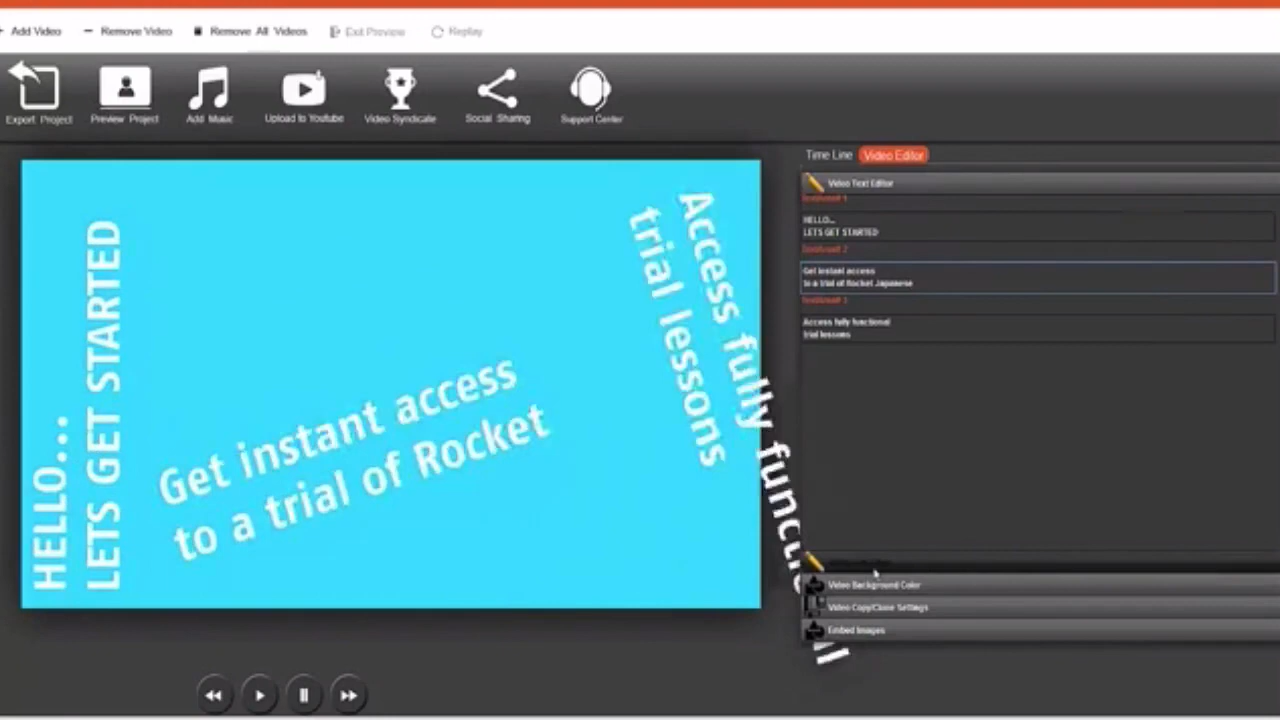 Add Video
Remove Video
Remove All Videos
Exit Preview
Replay
Export Project
Preview Project
Add Music
Upload to Youtube
Video Syndicate
Social Sharing
Support Center
HELLO...
LETS GET STARTED
Get instant access
to a trial of Rocket
Access fully functional
trial lessons
Time Line
Video Editor
Video Text Editor
HELLO...
LETS GET STARTED
Get instant access
to a trial of Rocket Japanese
Access fully functional
trial lessons
Video Background Color
Video Copy/Clone Settings
Embed Images